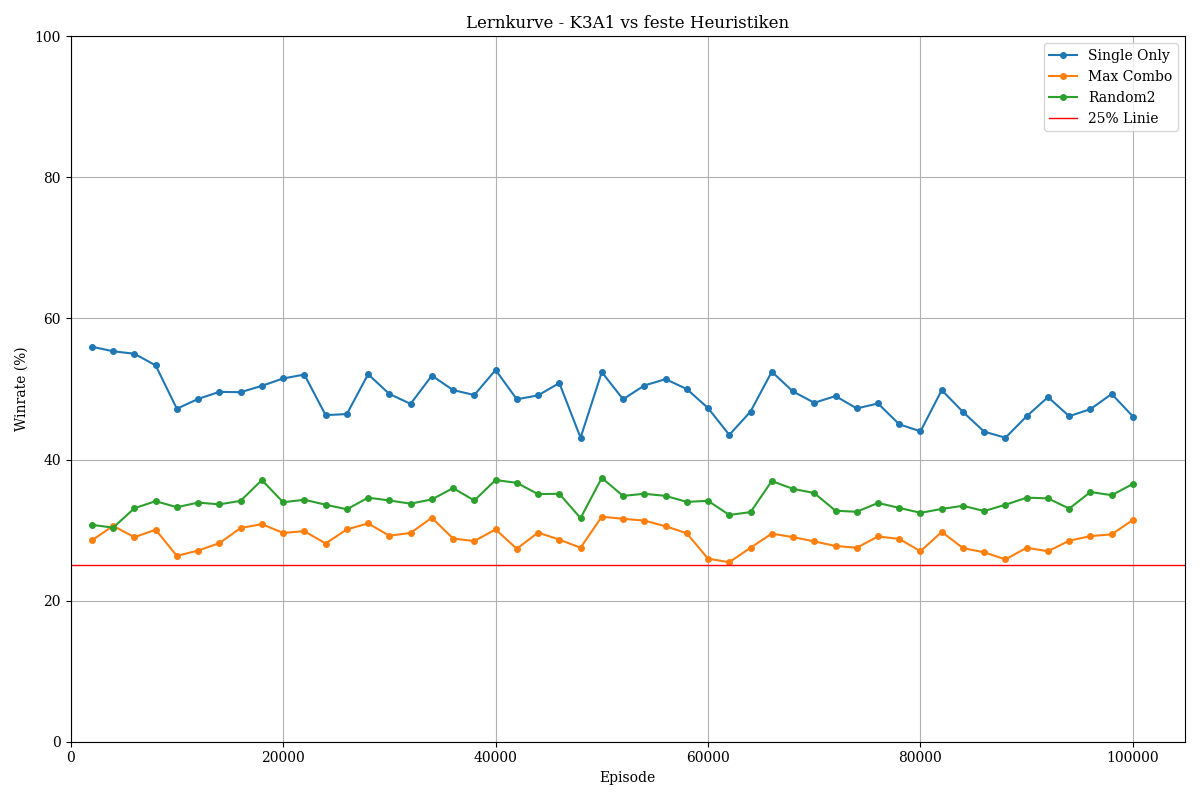 Lernkurve - K3A1 vs feste Heuristiken
100
80
60
40
20
0
Winrate (%)
Single Only
Max Combo
Random2
25% Linie
0 20000 40000 60000 80000 100000
Episode